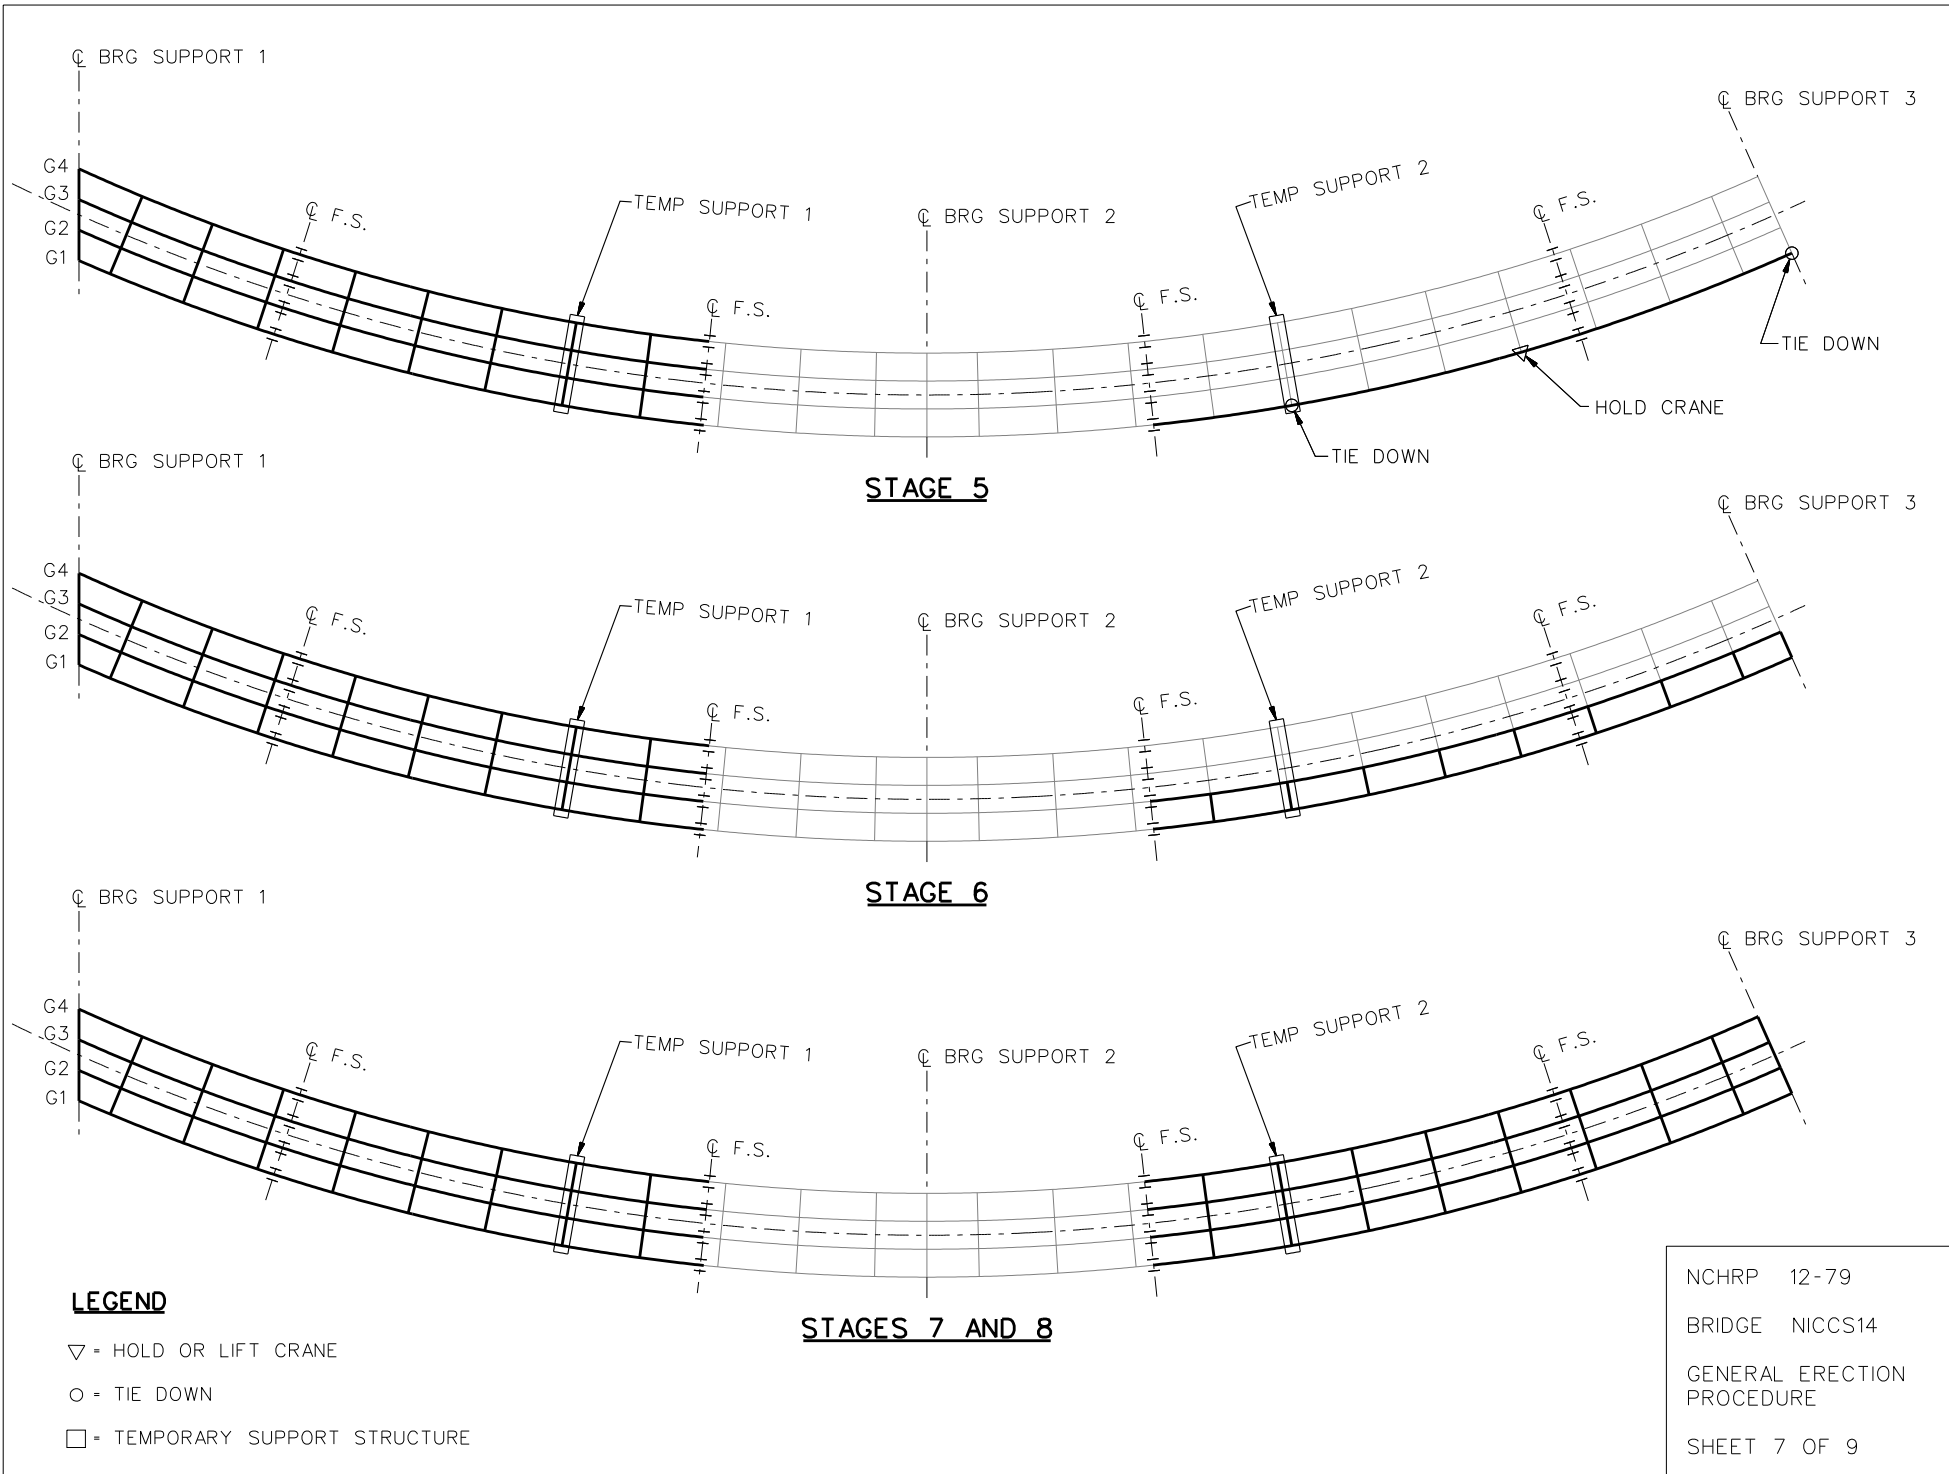 ℄ BRG SUPPORT 1
℄ BRG SUPPORT 3
G4
G3
G2
G1
℄ F.S.
TEMP SUPPORT 1
℄ BRG SUPPORT 2
TEMP SUPPORT 2
℄ F.S.
℄ F.S.
℄ F.S.
TIE DOWN
HOLD CRANE
TIE DOWN
STAGE 5
℄ BRG SUPPORT 1
℄ BRG SUPPORT 3
G4
G3
G2
G1
℄ F.S.
TEMP SUPPORT 1
℄ BRG SUPPORT 2
TEMP SUPPORT 2
℄ F.S.
℄ F.S.
℄ F.S.
STAGE 6
℄ BRG SUPPORT 1
℄ BRG SUPPORT 3
G4
G3
G2
G1
℄ F.S.
TEMP SUPPORT 1
℄ BRG SUPPORT 2
TEMP SUPPORT 2
℄ F.S.
℄ F.S.
℄ F.S.
STAGES 7 AND 8
LEGEND
▽ = HOLD OR LIFT CRANE
○ = TIE DOWN
□ = TEMPORARY SUPPORT STRUCTURE
NCHRP 12-79
BRIDGE NICCS14
GENERAL ERECTION
PROCEDURE
SHEET 7 OF 9